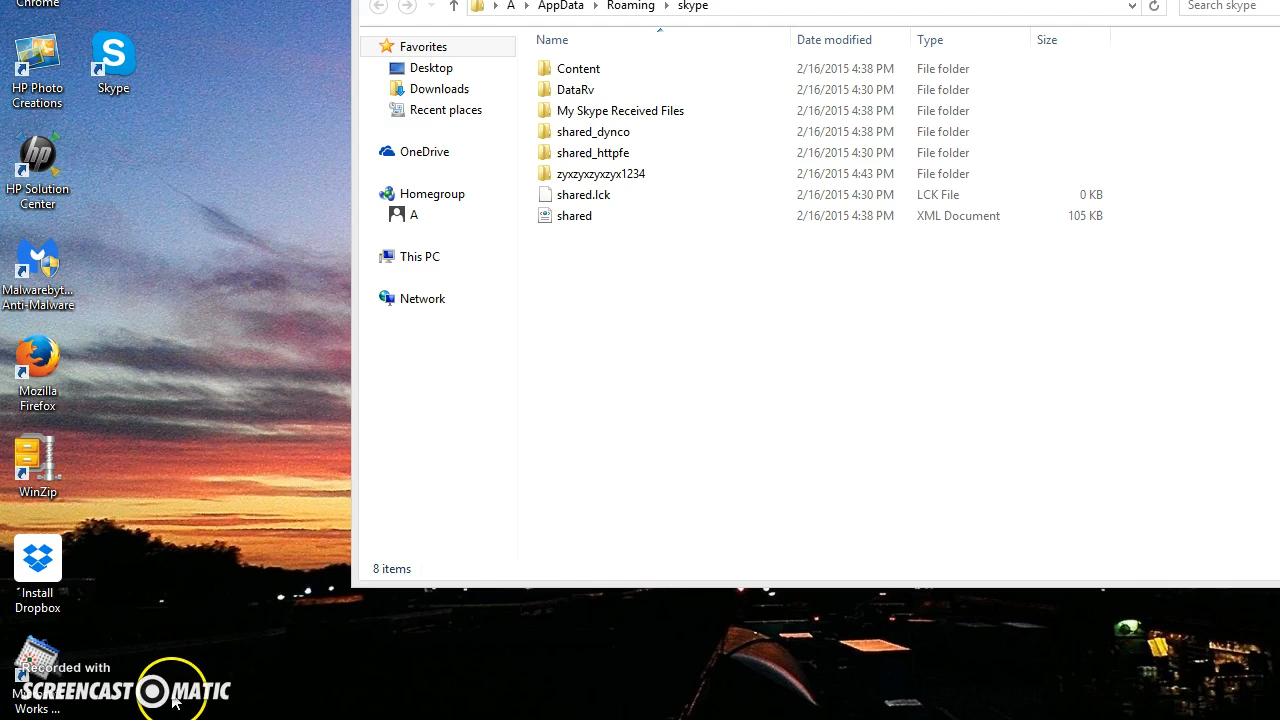 Chrome
HP Photo
Creations
Skype
HP Solution
Center
Malwarebyt...
Anti-Malware
Mozilla
Firefox
WinZip
Install
Dropbox
Works ...
Recorded with
SCREENCAST MATIC
A AppData Roaming skype
Search skype
Favorites
Desktop
Downloads
Recent places
OneDrive
Homegroup
A
This PC
Network
Name Date modified Type Size
Content 2/16/2015 4:38 PM File folder
DataRv 2/16/2015 4:30 PM File folder
My Skype Received Files 2/16/2015 4:38 PM File folder
shared_dynco 2/16/2015 4:38 PM File folder
shared_httpfe 2/16/2015 4:30 PM File folder
zyxzyxzyxzyx1234 2/16/2015 4:43 PM File folder
shared.lck 2/16/2015 4:30 PM LCK File 0 KB
shared 2/16/2015 4:38 PM XML Document 105 KB
8 items